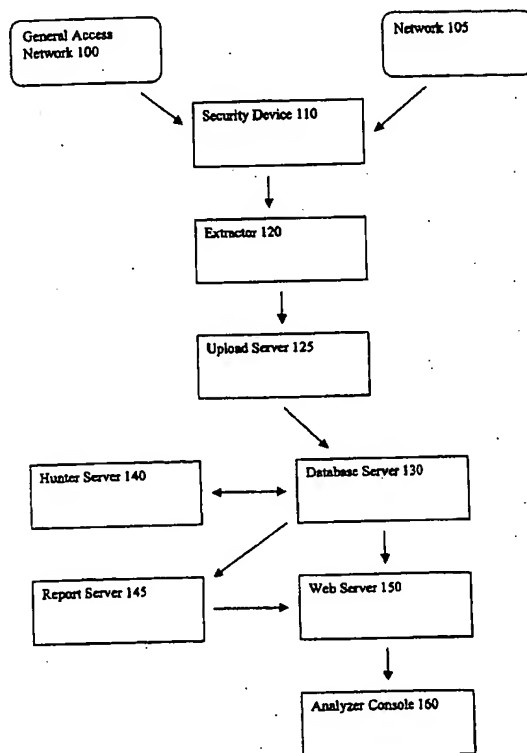 General Access
Network 100
Network 105
Security Device 110
Extractor 120
Upload Server 125
Hunter Server 140
Database Server 130
Report Server 145
Web Server 150
Analyzer Console 160